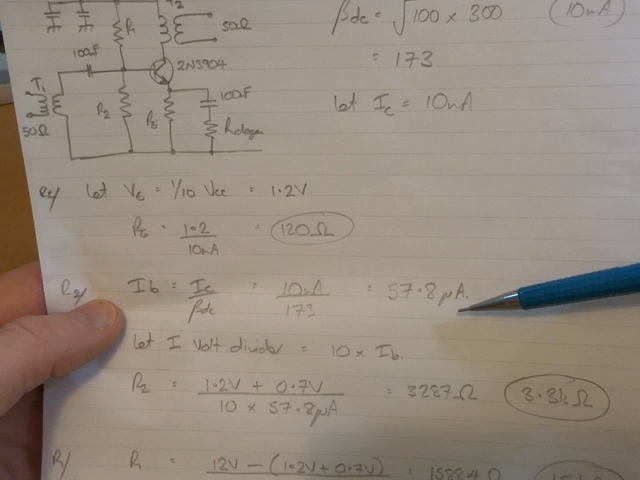 R1
T2
50Ω
100nF
2N3904
T1
R2
RE
100nF
Rdegen
50Ω
βdc = √100 x 300
10mA
= 173
let Ic = 10mA
RE/ let VE = 1/10 Vcc = 1.2V
RE = 1.2 / 10mA = 120Ω
R2/ Ib = Ic / βdc = 10mA / 173 = 57.8μA.
let I volt divider = 10 x Ib.
R2 = 1.2V + 0.7V / 10 x 57.8μA = 3287Ω 3.3kΩ
R1/ R1 = 12V - (1.2V + 0.7V) = 15884Ω